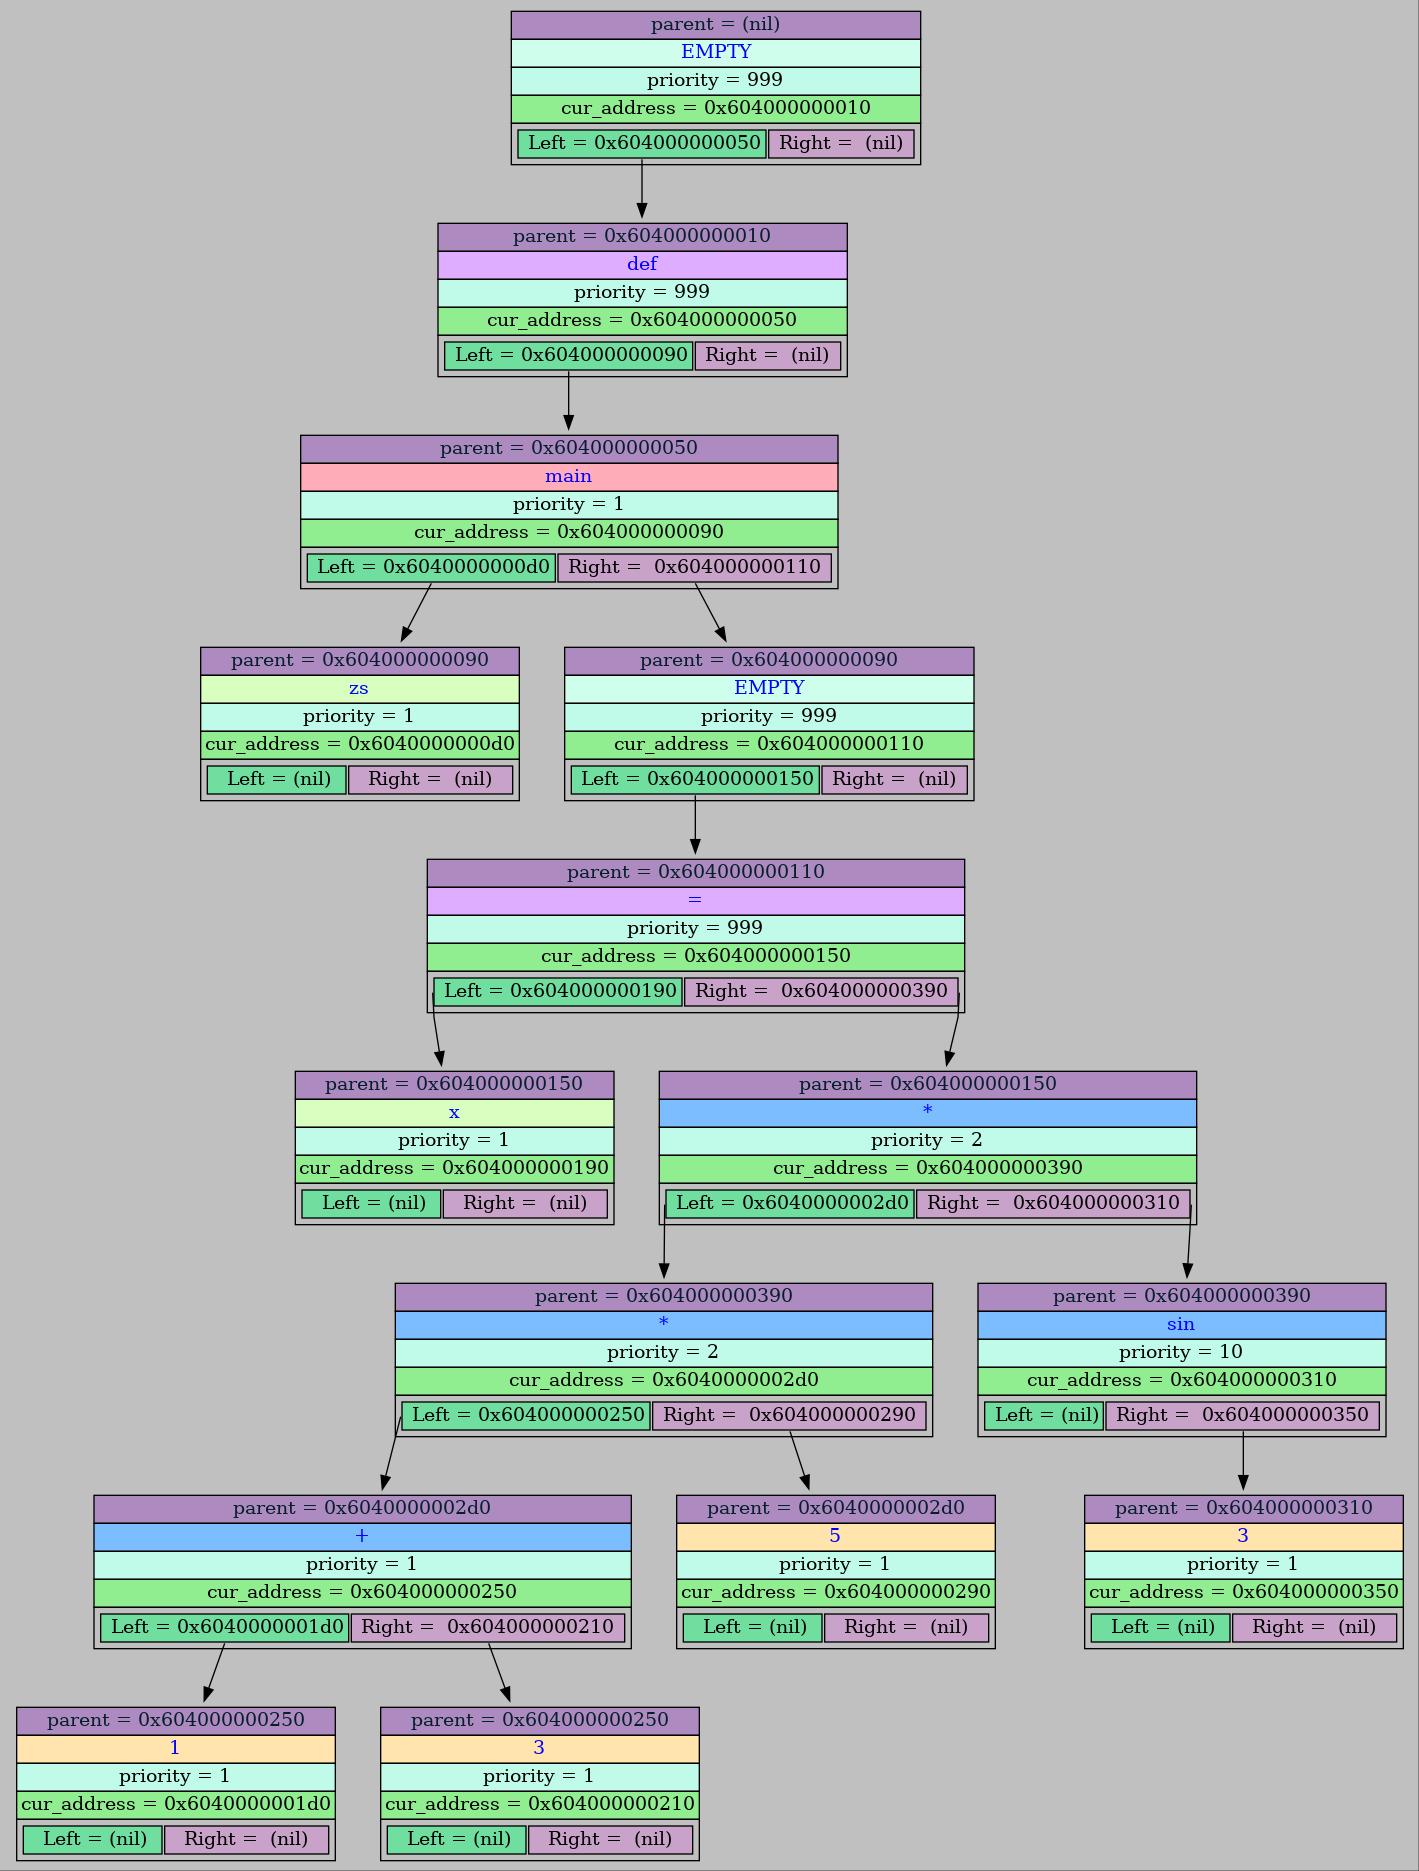 parent = (nil)
EMPTY
priority = 999
cur_address = 0x604000000010
Left = 0x604000000050 Right =  (nil)
parent = 0x604000000010
def
priority = 999
cur_address = 0x604000000050
Left = 0x604000000090 Right =  (nil)
parent = 0x604000000050
main
priority = 1
cur_address = 0x604000000090
Left = 0x6040000000d0 Right =  0x604000000110
parent = 0x604000000090
zs
priority = 1
cur_address = 0x6040000000d0
Left = (nil) Right =  (nil)
parent = 0x604000000090
EMPTY
priority = 999
cur_address = 0x604000000110
Left = 0x604000000150 Right =  (nil)
parent = 0x604000000110
=
priority = 999
cur_address = 0x604000000150
Left = 0x604000000190 Right =  0x604000000390
parent = 0x604000000150
x
priority = 1
cur_address = 0x604000000190
Left = (nil) Right =  (nil)
parent = 0x604000000150
*
priority = 2
cur_address = 0x604000000390
Left = 0x6040000002d0 Right =  0x604000000310
parent = 0x604000000390
*
priority = 2
cur_address = 0x6040000002d0
Left = 0x604000000250 Right =  0x604000000290
parent = 0x604000000390
sin
priority = 10
cur_address = 0x604000000310
Left = (nil) Right =  0x604000000350
parent = 0x6040000002d0
+
priority = 1
cur_address = 0x604000000250
Left = 0x6040000001d0 Right =  0x604000000210
parent = 0x6040000002d0
5
priority = 1
cur_address = 0x604000000290
Left = (nil) Right =  (nil)
parent = 0x604000000310
3
priority = 1
cur_address = 0x604000000350
Left = (nil) Right =  (nil)
parent = 0x604000000250
1
priority = 1
cur_address = 0x6040000001d0
Left = (nil) Right =  (nil)
parent = 0x604000000250
3
priority = 1
cur_address = 0x604000000210
Left = (nil) Right =  (nil)